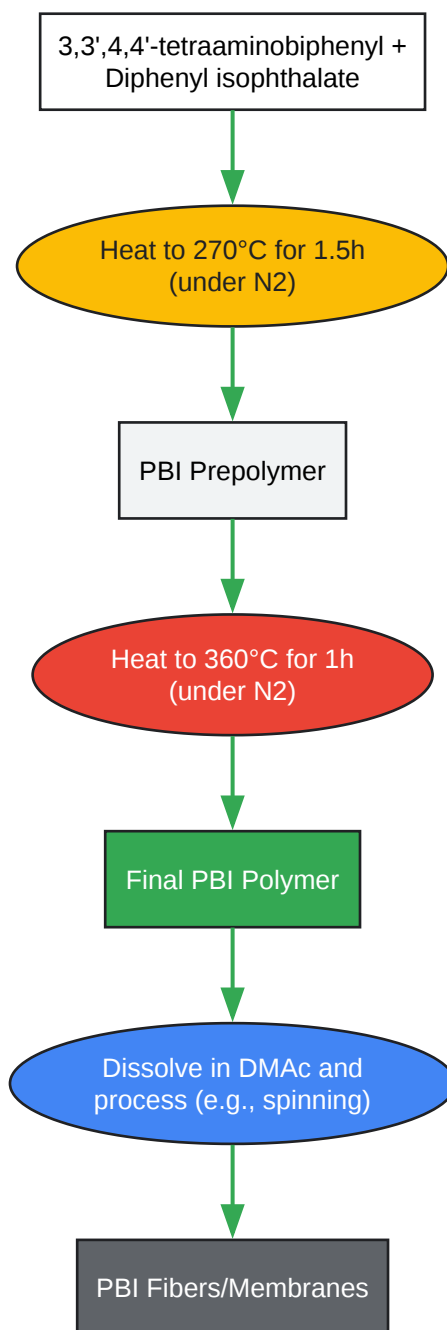 3,3',4,4'-tetraaminobiphenyl +
Diphenyl isophthalate
Heat to 270°C for 1.5h
(under N2)
PBI Prepolymer
Heat to 360°C for 1h
(under N2)
Final PBI Polymer
Dissolve in DMAc and
process (e.g., spinning)
PBI Fibers/Membranes